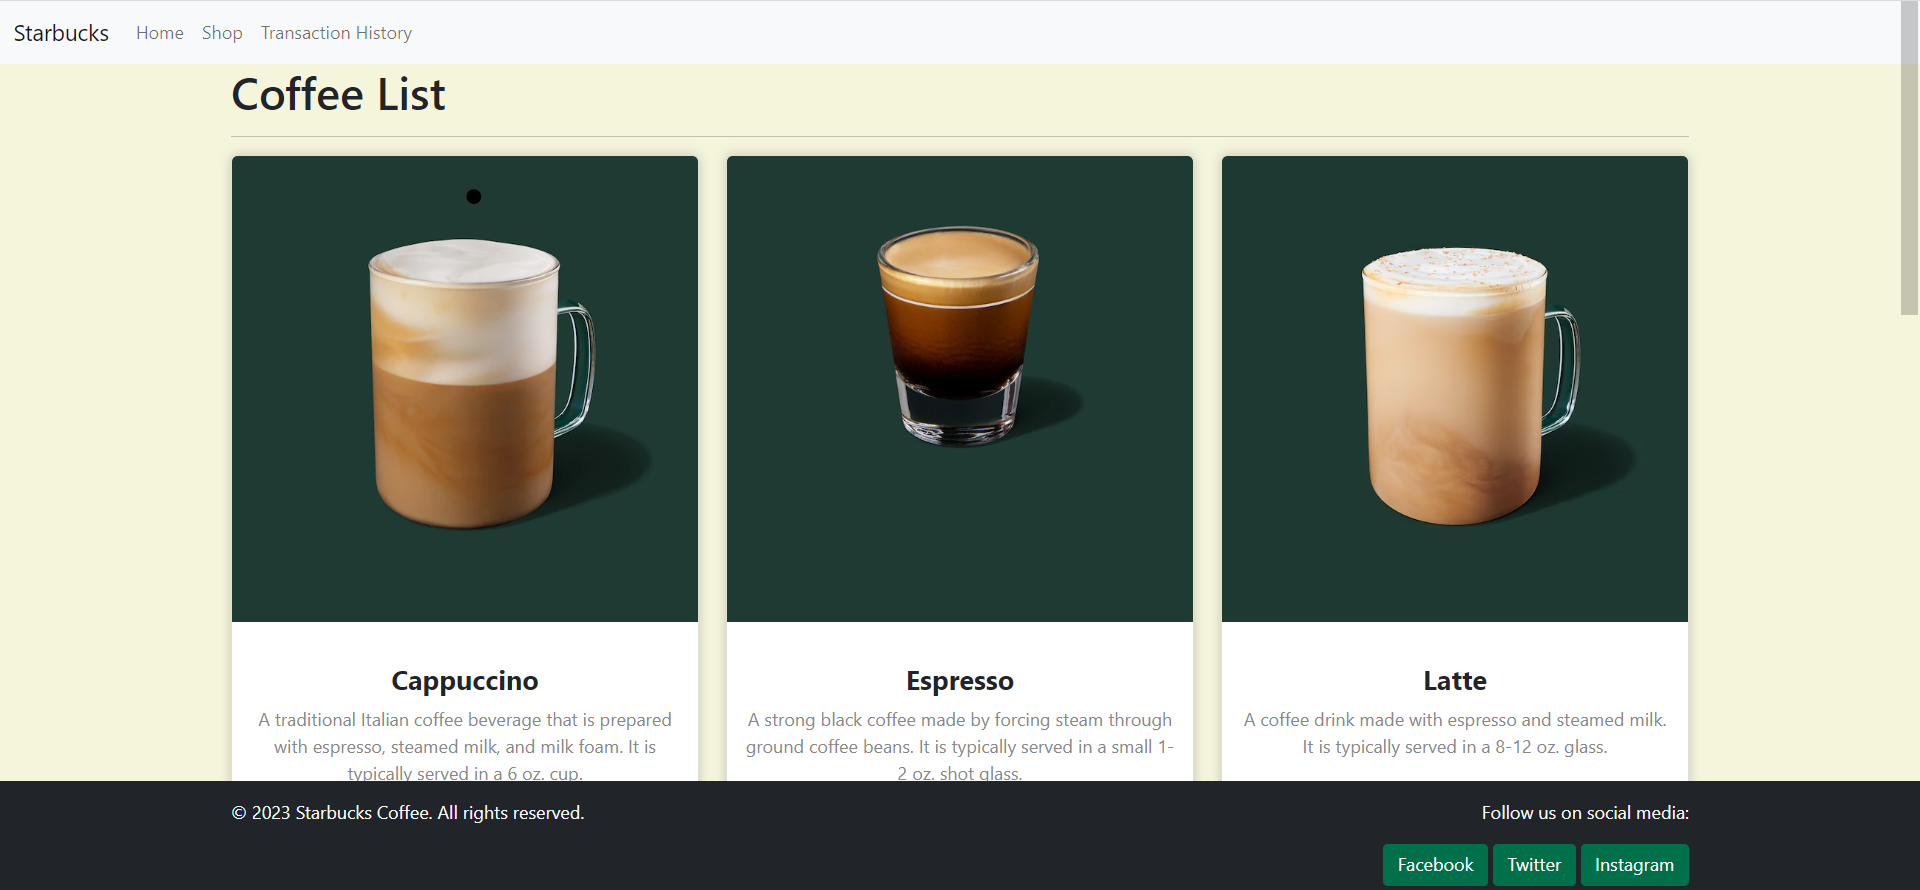 Starbucks Home Shop Transaction History
Coffee List
Cappuccino
A traditional Italian coffee beverage that is prepared
with espresso, steamed milk, and milk foam. It is
typically served in a 6 oz. cup.
Espresso
A strong black coffee made by forcing steam through
ground coffee beans. It is typically served in a small 1-
2 oz. shot glass.
Latte
A coffee drink made with espresso and steamed milk.
It is typically served in a 8-12 oz. glass.
© 2023 Starbucks Coffee. All rights reserved.
Follow us on social media:
Facebook Twitter Instagram